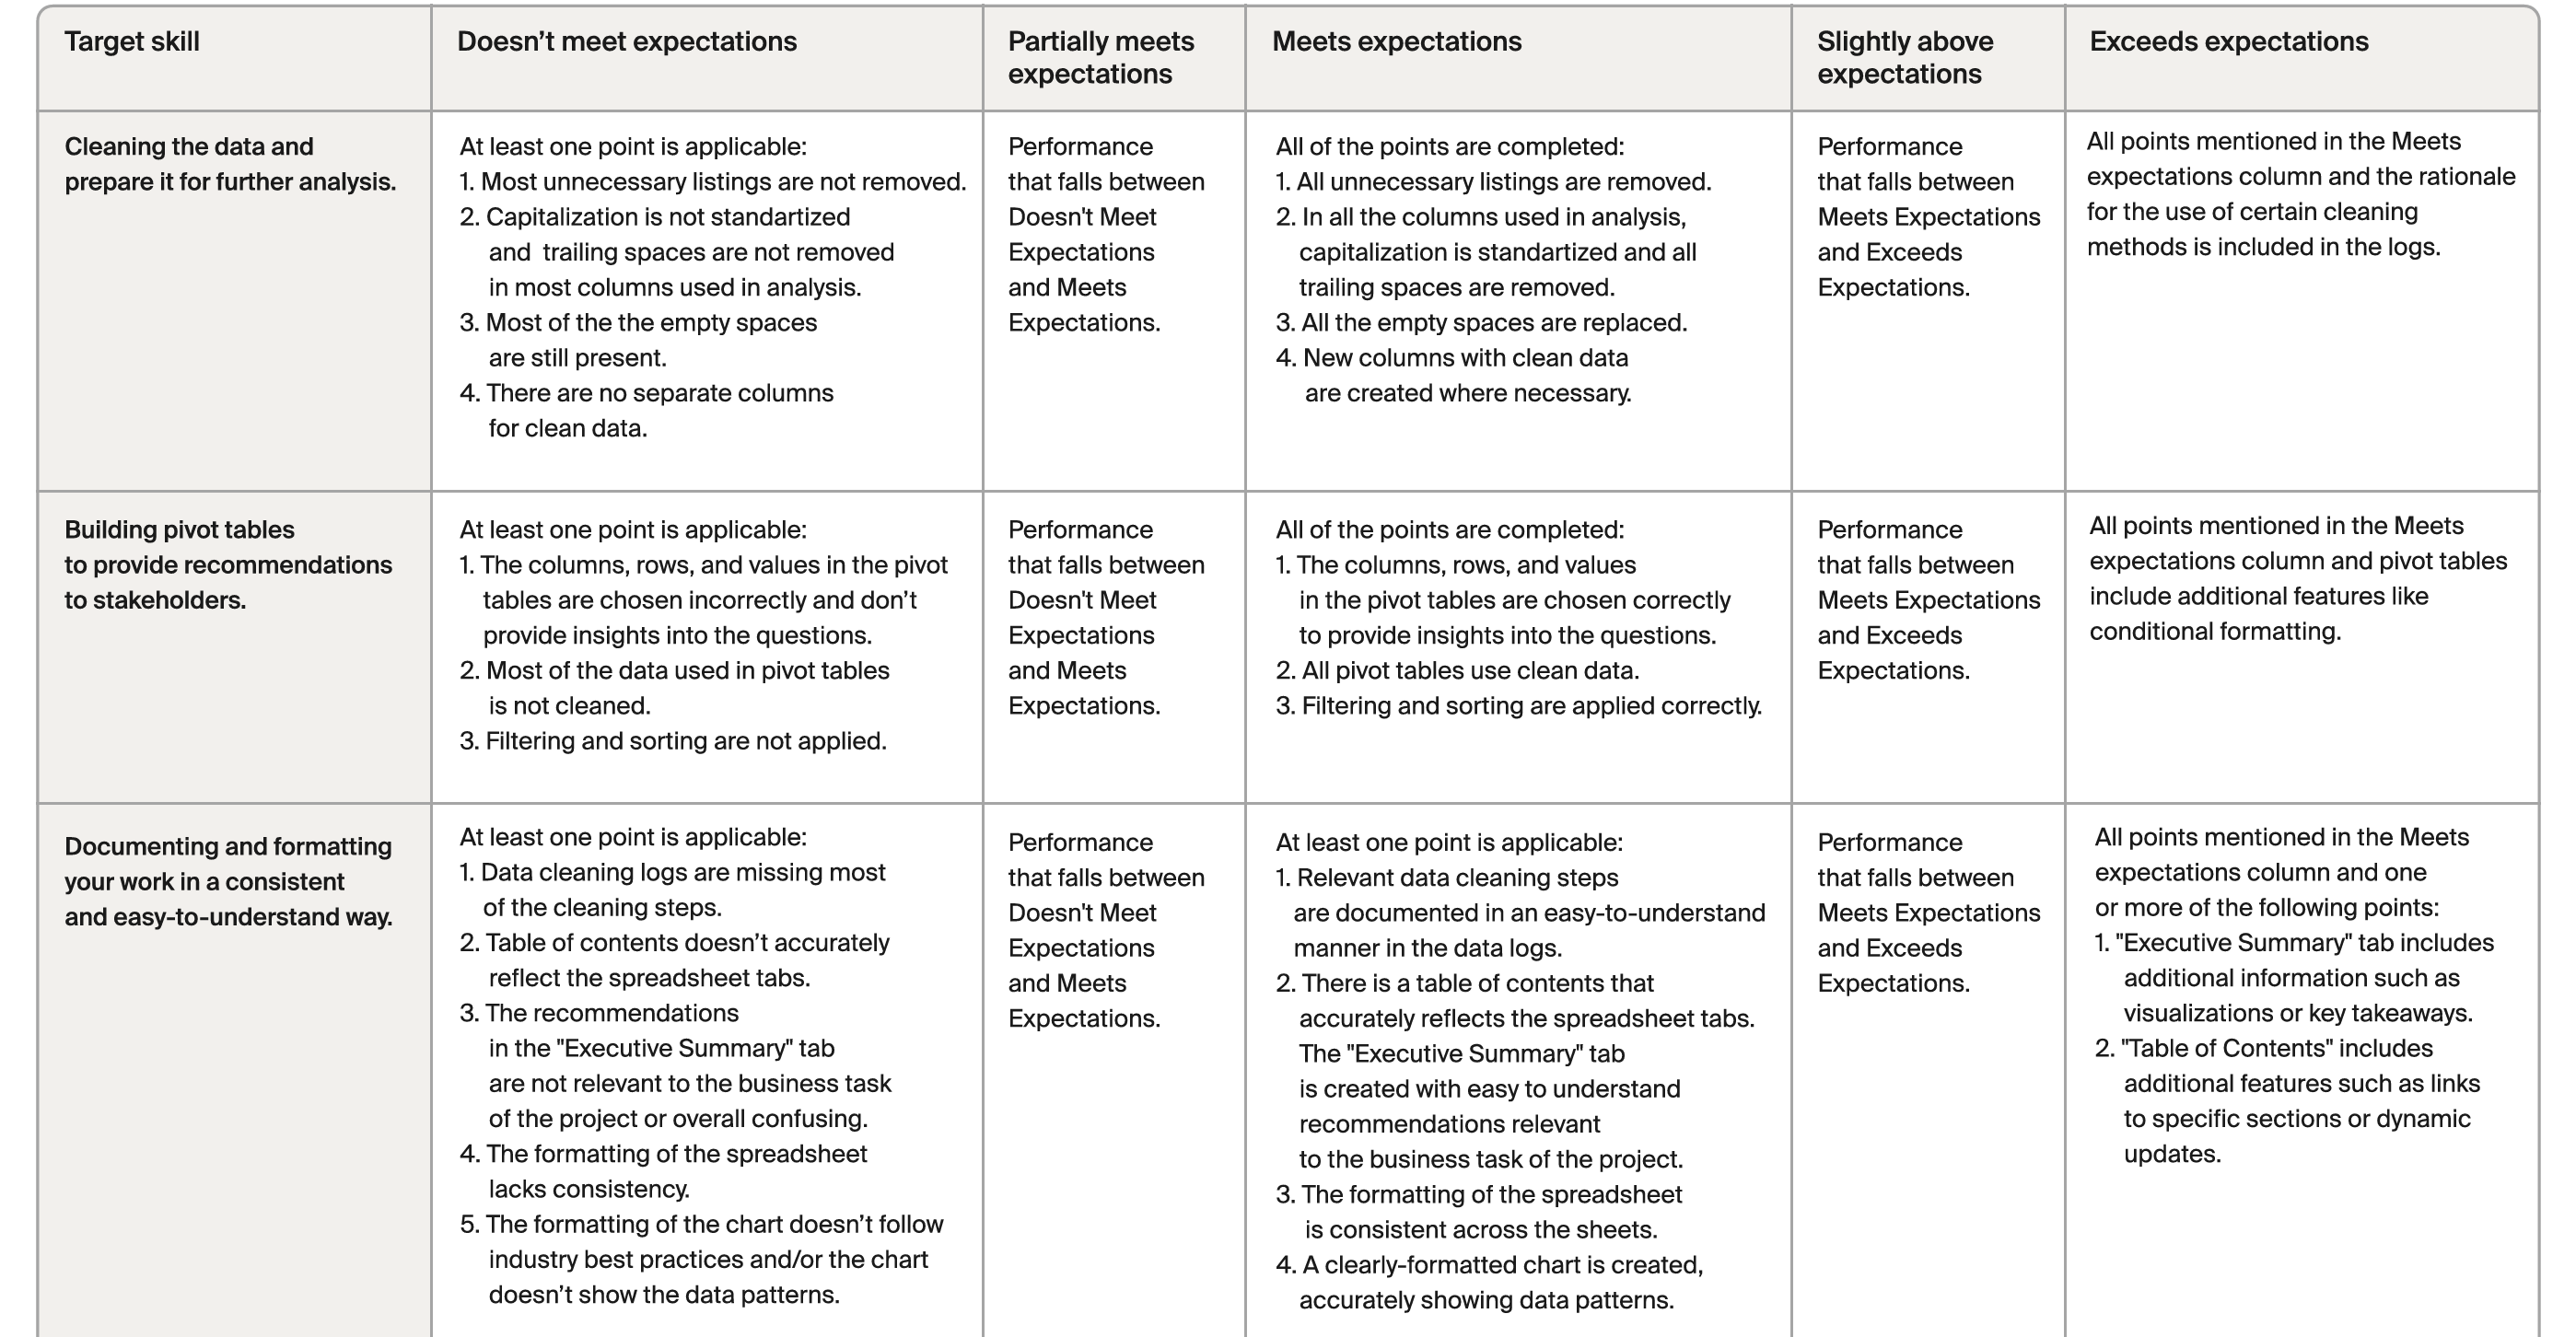 Target skill
Doesn’t meet expectations
Partially meets
expectations
Meets expectations
Slightly above
expectations
Exceeds expectations
Cleaning the data and
prepare it for further analysis.
At least one point is applicable:
1. Most unnecessary listings are not removed.
2. Capitalization is not standartized
and trailing spaces are not removed
in most columns used in analysis.
3. Most of the the empty spaces
are still present.
4. There are no separate columns
for clean data.
Performance
that falls between
Doesn't Meet
Expectations
and Meets
Expectations.
All of the points are completed:
1. All unnecessary listings are removed.
2. In all the columns used in analysis,
capitalization is standartized and all
trailing spaces are removed.
3. All the empty spaces are replaced.
4. New columns with clean data
are created where necessary.
Performance
that falls between
Meets Expectations
and Exceeds
Expectations.
All points mentioned in the Meets
expectations column and the rationale
for the use of certain cleaning
methods is included in the logs.
Building pivot tables
to provide recommendations
to stakeholders.
At least one point is applicable:
1. The columns, rows, and values in the pivot
tables are chosen incorrectly and don’t
provide insights into the questions.
2. Most of the data used in pivot tables
is not cleaned.
3. Filtering and sorting are not applied.
Performance
that falls between
Doesn't Meet
Expectations
and Meets
Expectations.
All of the points are completed:
1. The columns, rows, and values
in the pivot tables are chosen correctly
to provide insights into the questions.
2. All pivot tables use clean data.
3. Filtering and sorting are applied correctly.
Performance
that falls between
Meets Expectations
and Exceeds
Expectations.
All points mentioned in the Meets
expectations column and pivot tables
include additional features like
conditional formatting.
Documenting and formatting
your work in a consistent
and easy-to-understand way.
At least one point is applicable:
1. Data cleaning logs are missing most
of the cleaning steps.
2. Table of contents doesn’t accurately
reflect the spreadsheet tabs.
3. The recommendations
in the "Executive Summary" tab
are not relevant to the business task
of the project or overall confusing.
4. The formatting of the spreadsheet
lacks consistency.
5. The formatting of the chart doesn’t follow
industry best practices and/or the chart
doesn’t show the data patterns.
Performance
that falls between
Doesn't Meet
Expectations
and Meets
Expectations.
At least one point is applicable:
1. Relevant data cleaning steps
are documented in an easy-to-understand
manner in the data logs.
2. There is a table of contents that
accurately reflects the spreadsheet tabs.
The "Executive Summary" tab
is created with easy to understand
recommendations relevant
to the business task of the project.
3. The formatting of the spreadsheet
is consistent across the sheets.
4. A clearly-formatted chart is created,
accurately showing data patterns.
Performance
that falls between
Meets Expectations
and Exceeds
Expectations.
All points mentioned in the Meets
expectations column and one
or more of the following points:
1. "Executive Summary" tab includes
additional information such as
visualizations or key takeaways.
2. "Table of Contents" includes
additional features such as links
to specific sections or dynamic
updates.